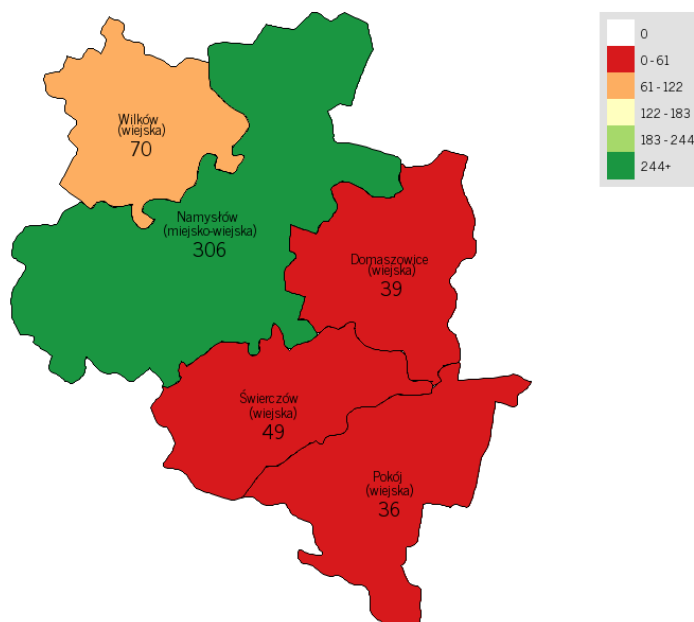 0
0 - 61
61 - 122
122 - 183
183 - 244
244+
Wilków
(wiejska)
70
Namysłów
(miejsko-wiejska)
306
Domaszowice
(wiejska)
39
Świerczów
(wiejska)
49
Pokój
(wiejska)
36